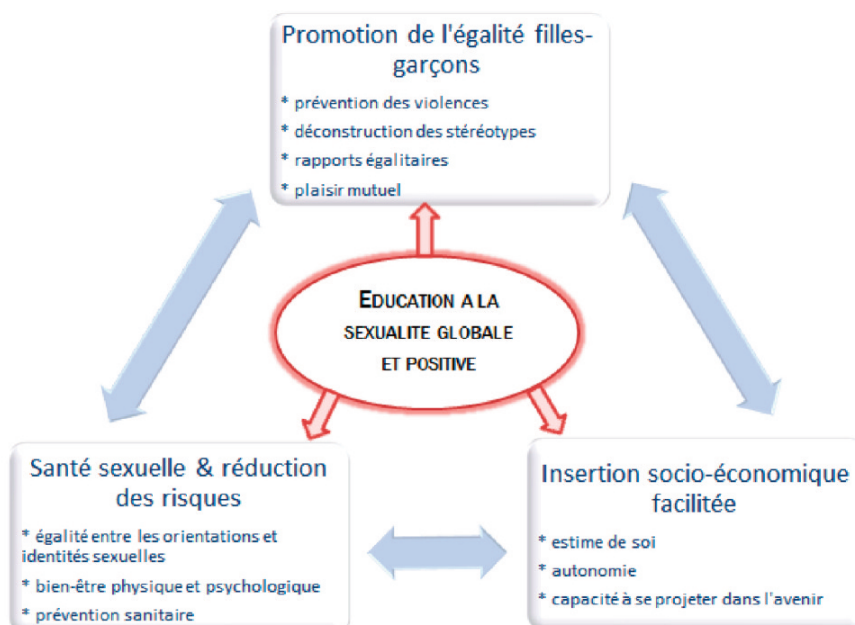 Promotion de l'égalité filles-
garçons
* prévention des violences
* déconstruction des stéréotypes
* rapports égalitaires
* plaisir mutuel
EDUCATION A LA
SEXUALITE GLOBALE
ET POSITIVE
Santé sexuelle & réduction
des risques
* égalité entre les orientations et
identités sexuelles
* bien-être physique et psychologique
* prévention sanitaire
Insertion socio-économique
facilitée
* estime de soi
* autonomie
* capacité à se projeter dans l'avenir